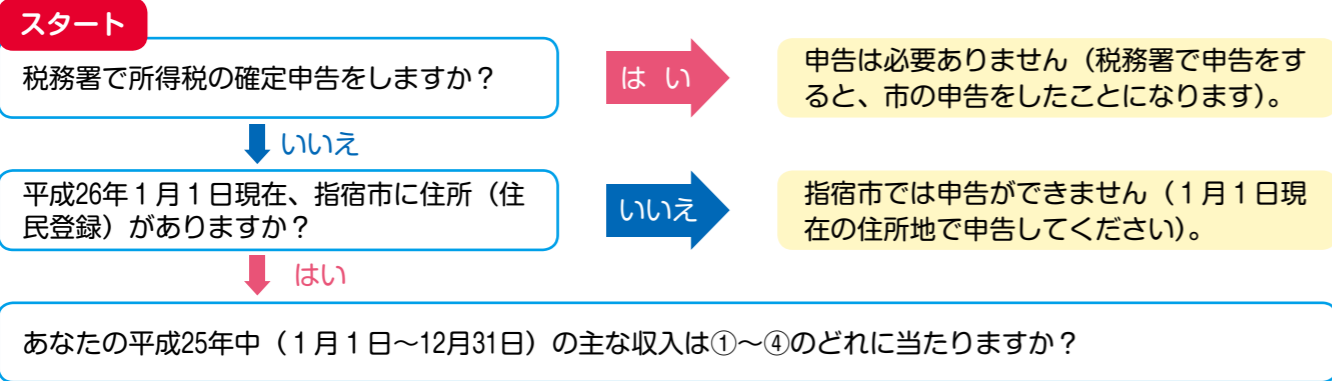 スタート
税務署で所得税の確定申告をしますか？
は い
申告は必要ありません（税務署で申告をす
ると、市の申告をしたことになります）。
いいえ
平成26年１月１日現在、指宿市に住所（住
民登録）がありますか？
いいえ
指宿市では申告ができません（１月１日現
在の住所地で申告してください）。
はい
あなたの平成25年中（１月１日～12月31日）の主な収入は①～④のどれに当たりますか？